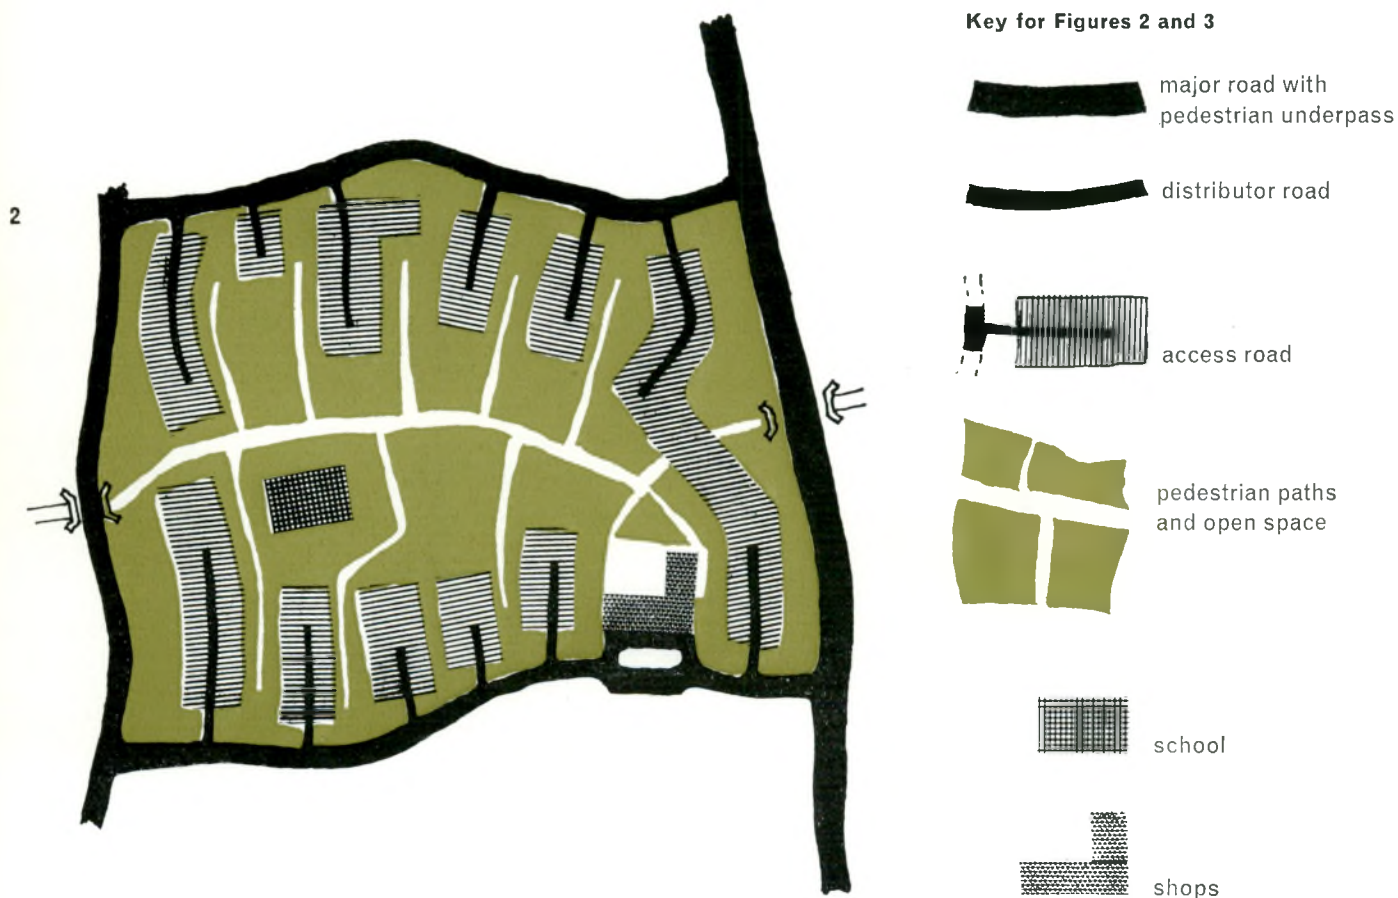 2
Key for Figures 2 and 3
major road with
pedestrian underpass
distributor road
access road
pedestrian paths
and open space
school
shops